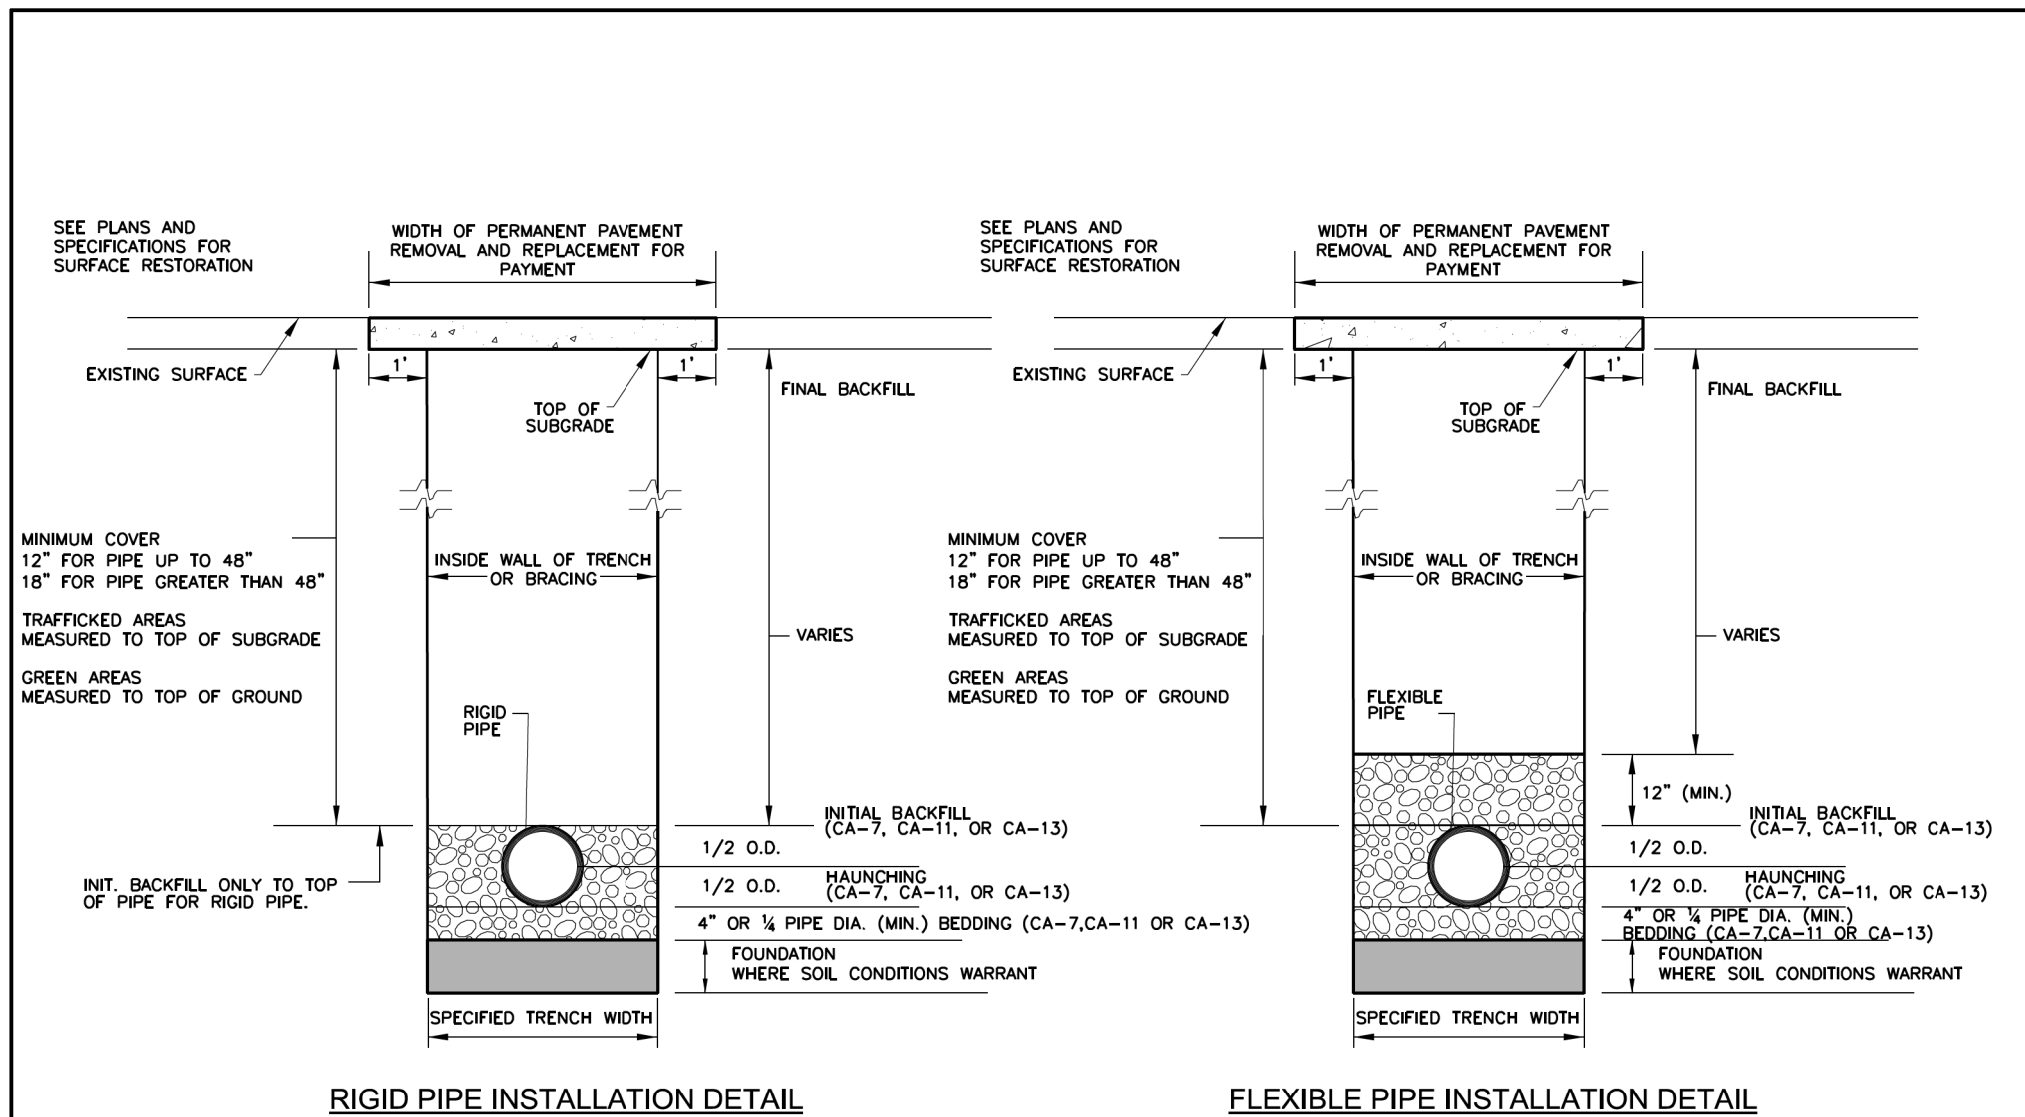 SEE PLANS AND
SPECIFICATIONS FOR
SURFACE RESTORATION
WIDTH OF PERMANENT PAVEMENT
REMOVAL AND REPLACEMENT FOR
PAYMENT
EXISTING SURFACE
1'
1'
TOP OF
SUBGRADE
FINAL BACKFILL
MINIMUM COVER
12" FOR PIPE UP TO 48"
18" FOR PIPE GREATER THAN 48"
TRAFFICKED AREAS
MEASURED TO TOP OF SUBGRADE
GREEN AREAS
MEASURED TO TOP OF GROUND
INSIDE WALL OF TRENCH
OR BRACING
VARIES
RIGID
PIPE
INIT. BACKFILL ONLY TO TOP
OF PIPE FOR RIGID PIPE.
INITIAL BACKFILL
(CA-7, CA-11, OR CA-13)
1/2 O.D.
1/2 O.D.
HAUNCHING
(CA-7, CA-11, OR CA-13)
4" OR ¼ PIPE DIA. (MIN.) BEDDING (CA-7,CA-11 OR CA-13)
FOUNDATION
WHERE SOIL CONDITIONS WARRANT
SPECIFIED TRENCH WIDTH
RIGID PIPE INSTALLATION DETAIL
SEE PLANS AND
SPECIFICATIONS FOR
SURFACE RESTORATION
WIDTH OF PERMANENT PAVEMENT
REMOVAL AND REPLACEMENT FOR
PAYMENT
EXISTING SURFACE
1'
1'
TOP OF
SUBGRADE
FINAL BACKFILL
MINIMUM COVER
12" FOR PIPE UP TO 48"
18" FOR PIPE GREATER THAN 48"
TRAFFICKED AREAS
MEASURED TO TOP OF SUBGRADE
GREEN AREAS
MEASURED TO TOP OF GROUND
INSIDE WALL OF TRENCH
OR BRACING
VARIES
FLEXIBLE
PIPE
12" (MIN.)
INITIAL BACKFILL
(CA-7, CA-11, OR CA-13)
1/2 O.D.
1/2 O.D.
HAUNCHING
(CA-7, CA-11, OR CA-13)
4" OR ¼ PIPE DIA. (MIN.)
BEDDING (CA-7,CA-11 OR CA-13)
FOUNDATION
WHERE SOIL CONDITIONS WARRANT
SPECIFIED TRENCH WIDTH
FLEXIBLE PIPE INSTALLATION DETAIL